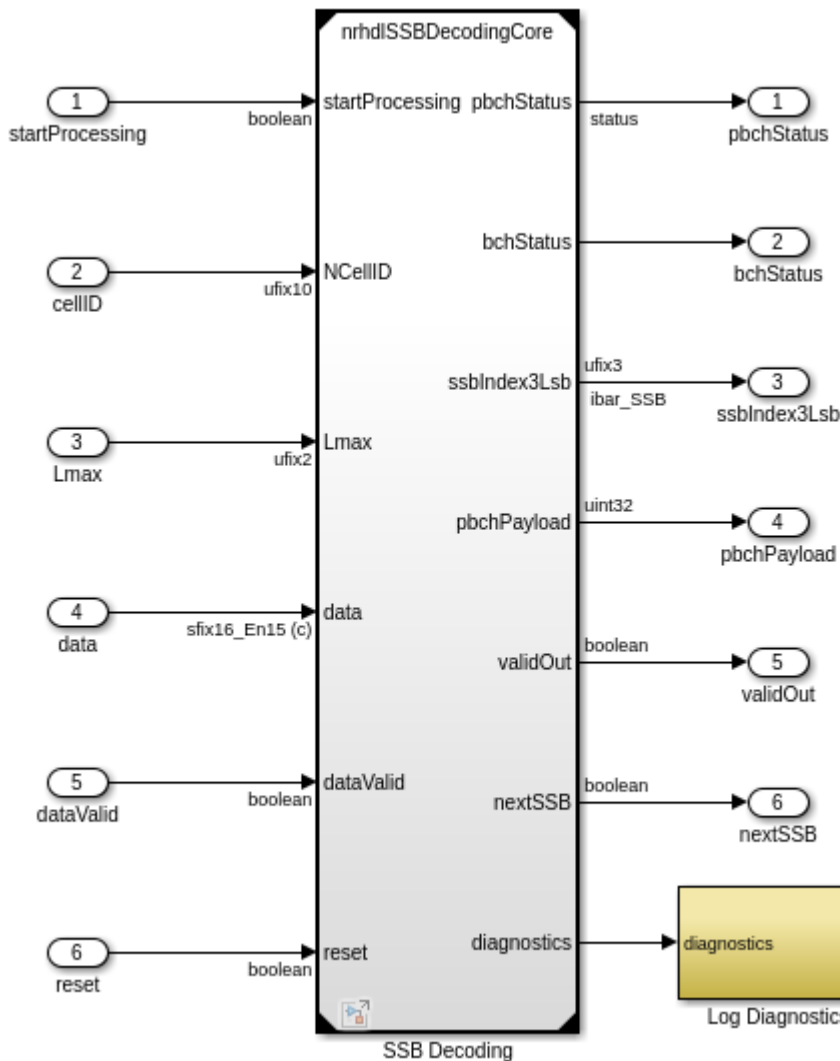 nrhdlSSBDecodingCore
1
startProcessing
boolean
startProcessing
pbchStatus
status
1
pbchStatus
bchStatus
2
bchStatus
2
cellID
ufix10
NCellID
ssbIndex3Lsb
ufix3
ibar_SSB
3
ssbIndex3Lsb
3
Lmax
ufix2
Lmax
pbchPayload
uint32
4
pbchPayload
4
data
sfix16_En15 (c)
data
validOut
boolean
5
validOut
5
dataValid
boolean
dataValid
nextSSB
boolean
6
nextSSB
6
reset
boolean
reset
diagnostics
diagnostics
Log Diagnostic
SSB Decoding